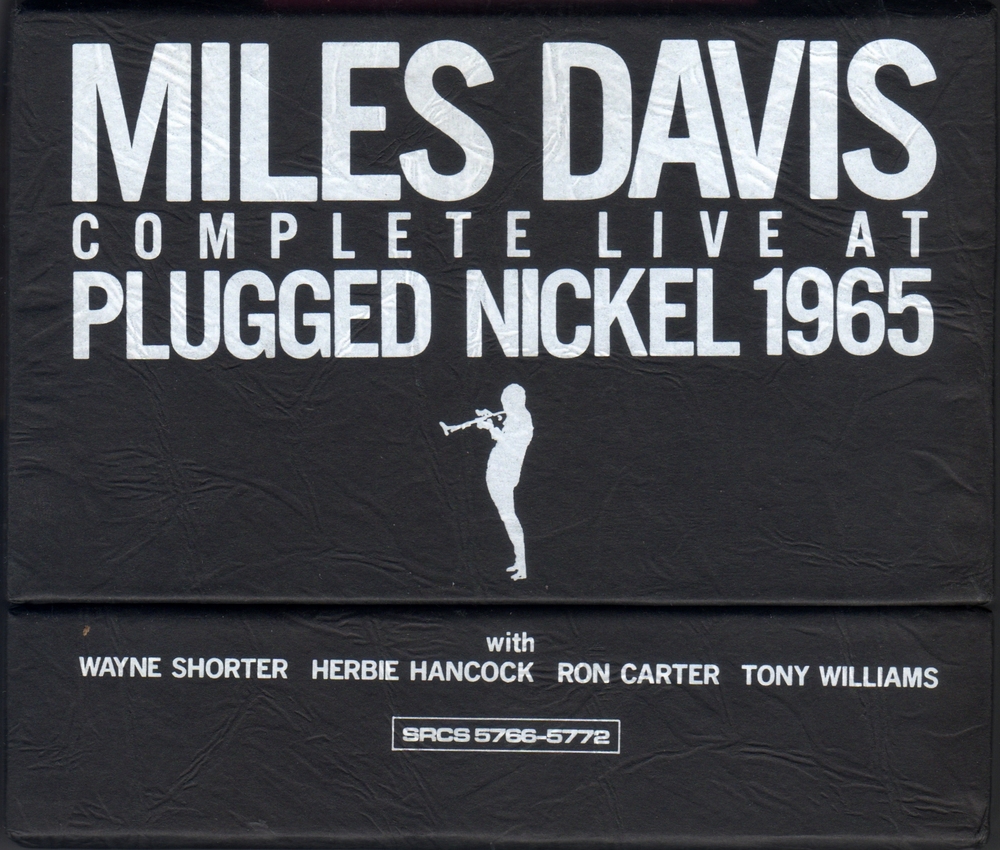 MILES DAVIS
COMPLETE LIVE AT
PLUGGED NICKEL 1965
with
WAYNE SHORTER HERBIE HANCOCK RON CARTER TONY WILLIAMS
SRCS 5766-5772